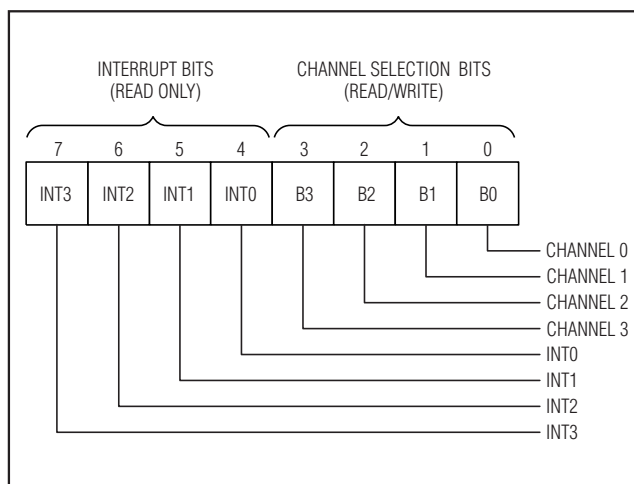 INTERRUPT BITS
(READ ONLY)
CHANNEL SELECTION BITS
(READ/WRITE)
7 6 5 4 3 2 1 0
INT3 INT2 INT1 INT0 B3 B2 B1 B0
CHANNEL 0
CHANNEL 1
CHANNEL 2
CHANNEL 3
INT0
INT1
INT2
INT3